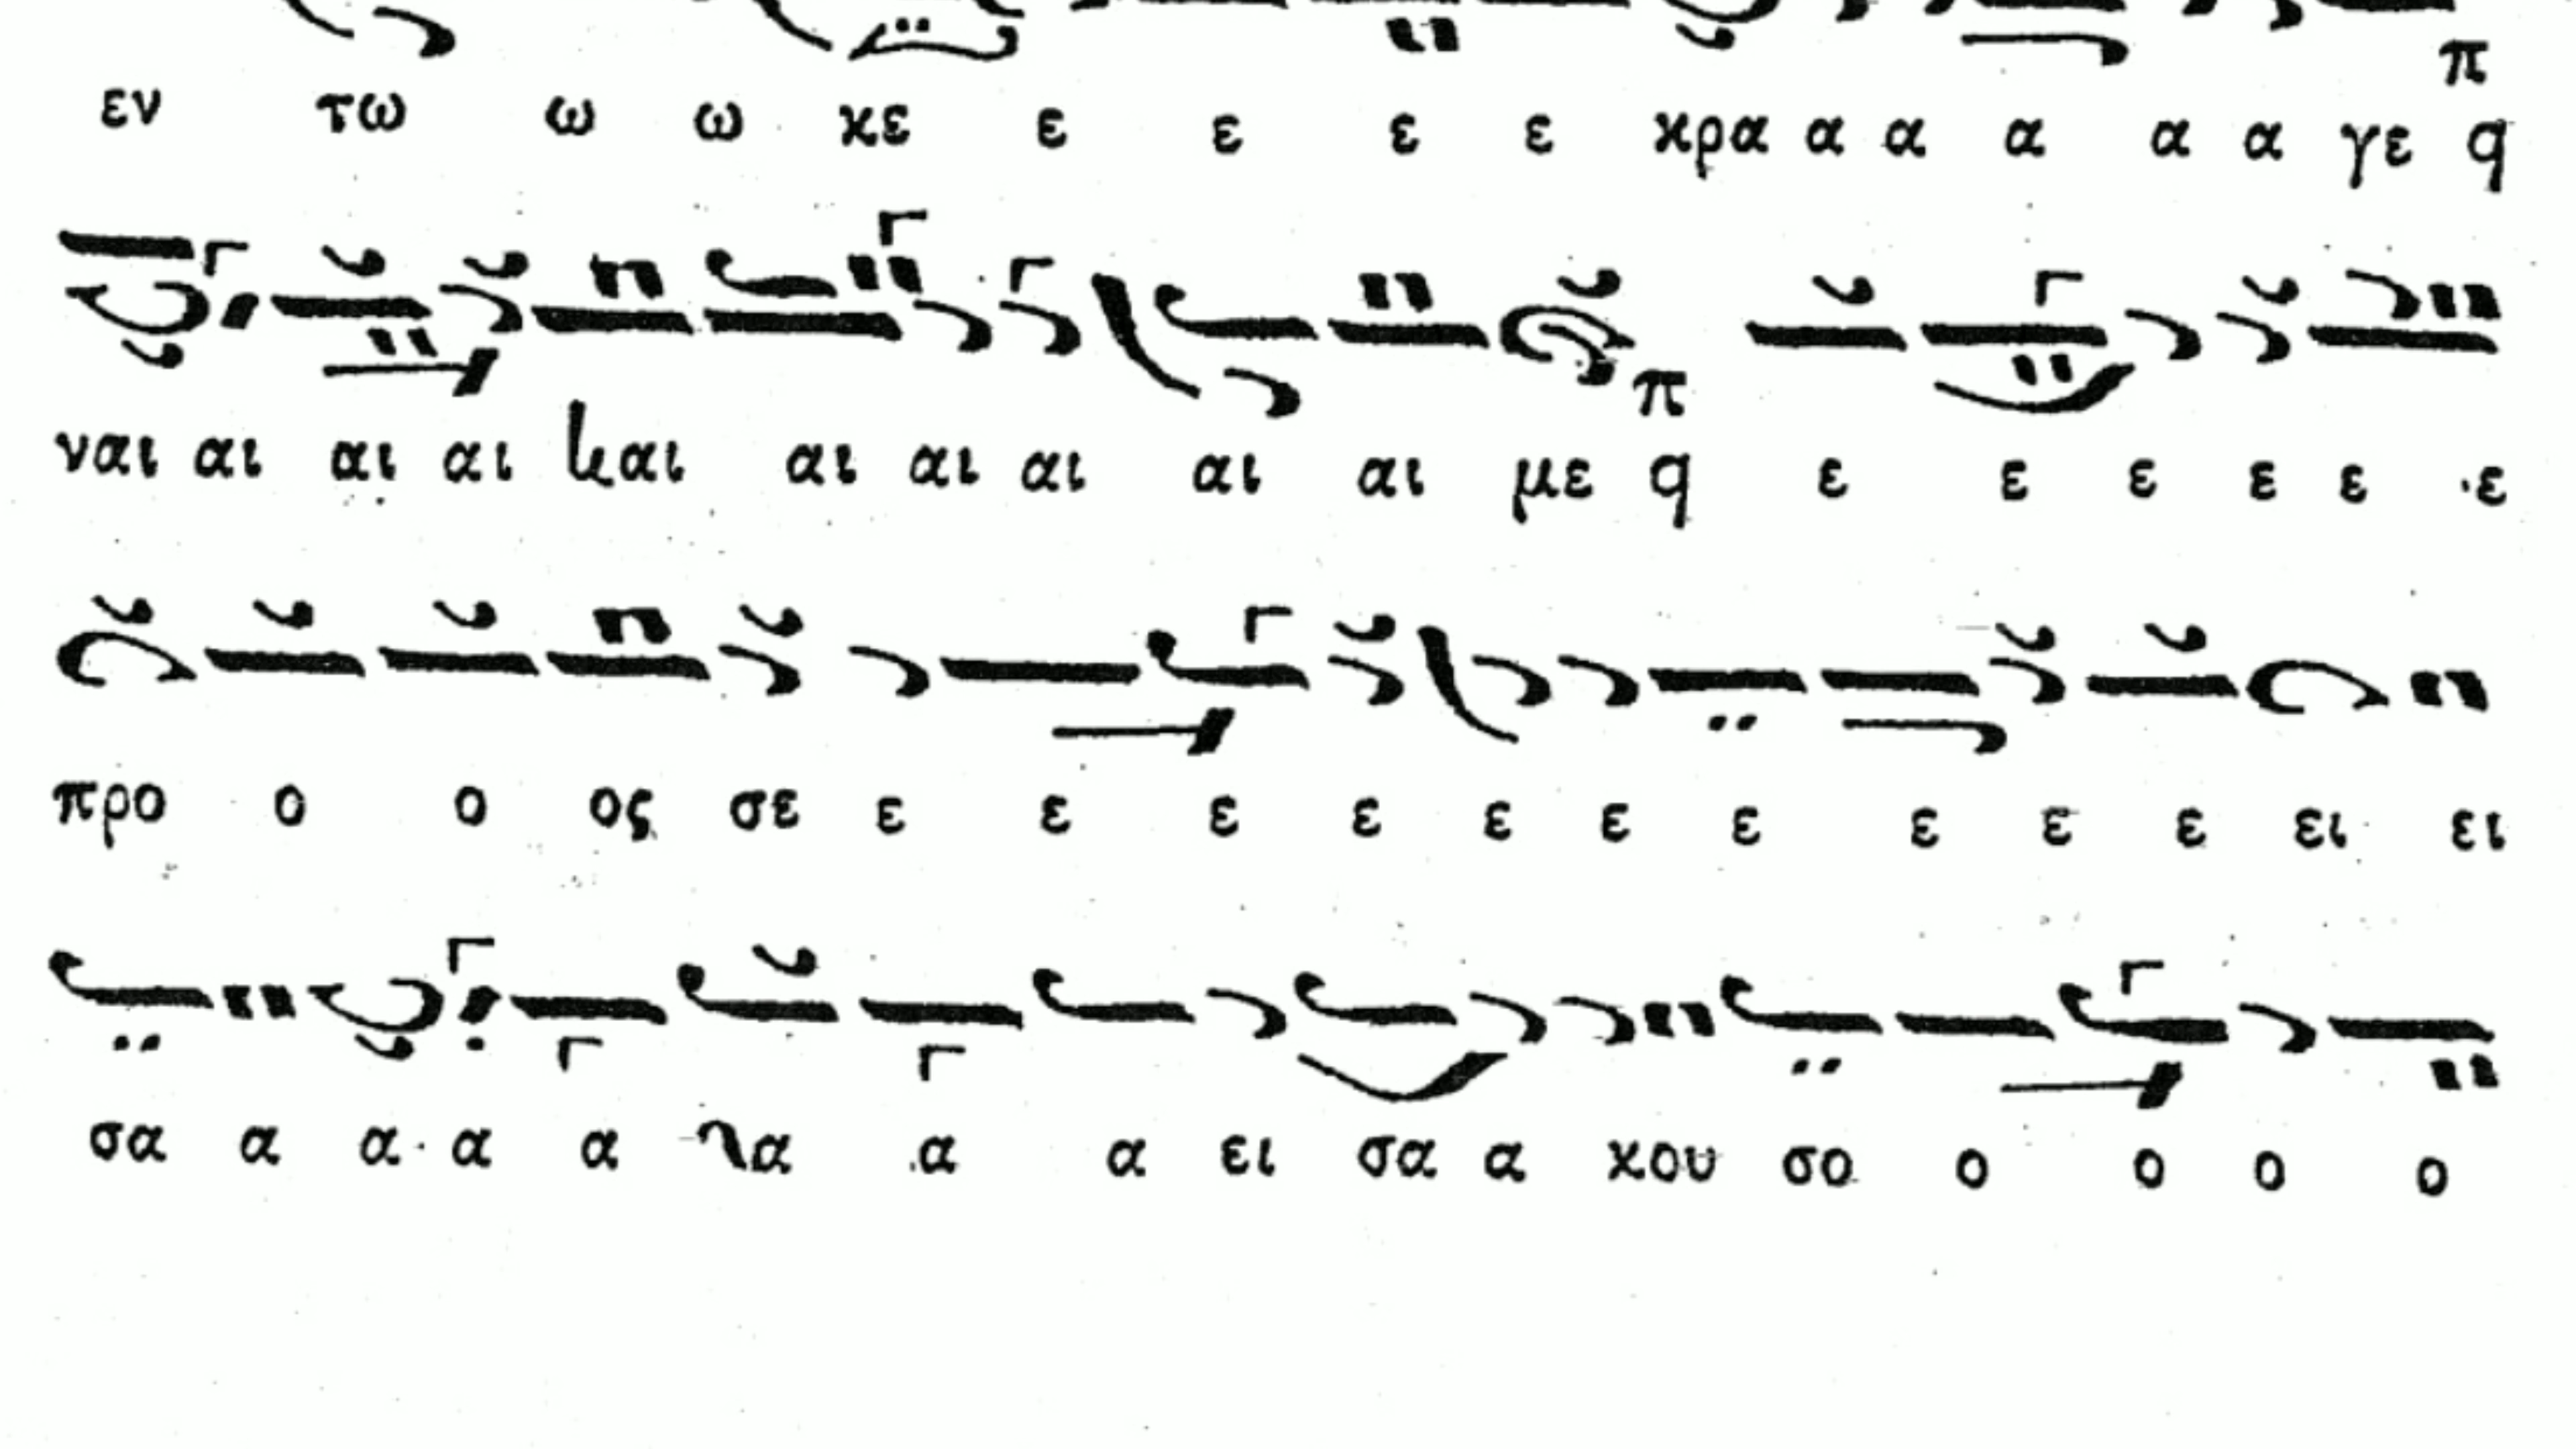 εν τω ω ω κε ε ε ε ε κρα α α α α α γε π q
ναι αι αι αι και αι αι αι αι αι με π q ε ε ε ε ε ε
προ ο ο ος σε ε ε ε ε ε ε ε ε ε ε ει ει
σα α α α α λα α α ει σα α κου σο ο ο ο ο